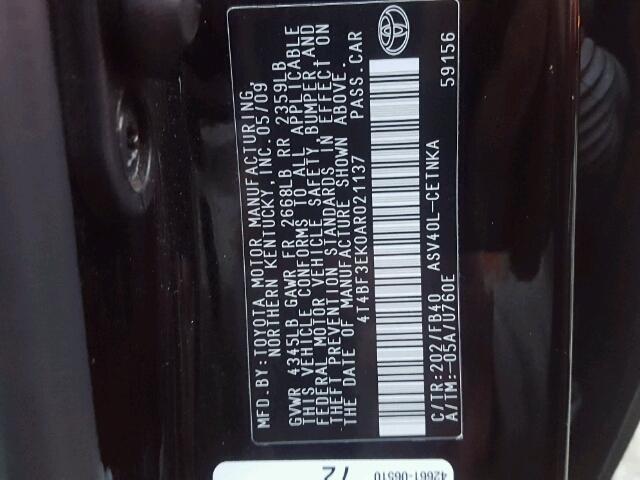 MFD.BY:TOYOTA MOTOR MANUFACTURING,
NORTHERN KENTUCKY, INC. 05/09
GVWR 4345LB GAWR FR 2668LB RR 2359LB
THIS VEHICLE CONFORMS TO ALL APPLICABLE
FEDERAL MOTOR VEHICLE SAFETY, BUMPER, AND
THEFT PREVENTION STANDARDS IN EFFECT ON
THE DATE OF MANUFACTURE SHOWN ABOVE.
4T4BF3EK0AR021137 PASS.CAR
C/TR:202/FB40 ASV40L-CETNKA
A/TM:-05A/U760E 59156
42661-06510
72